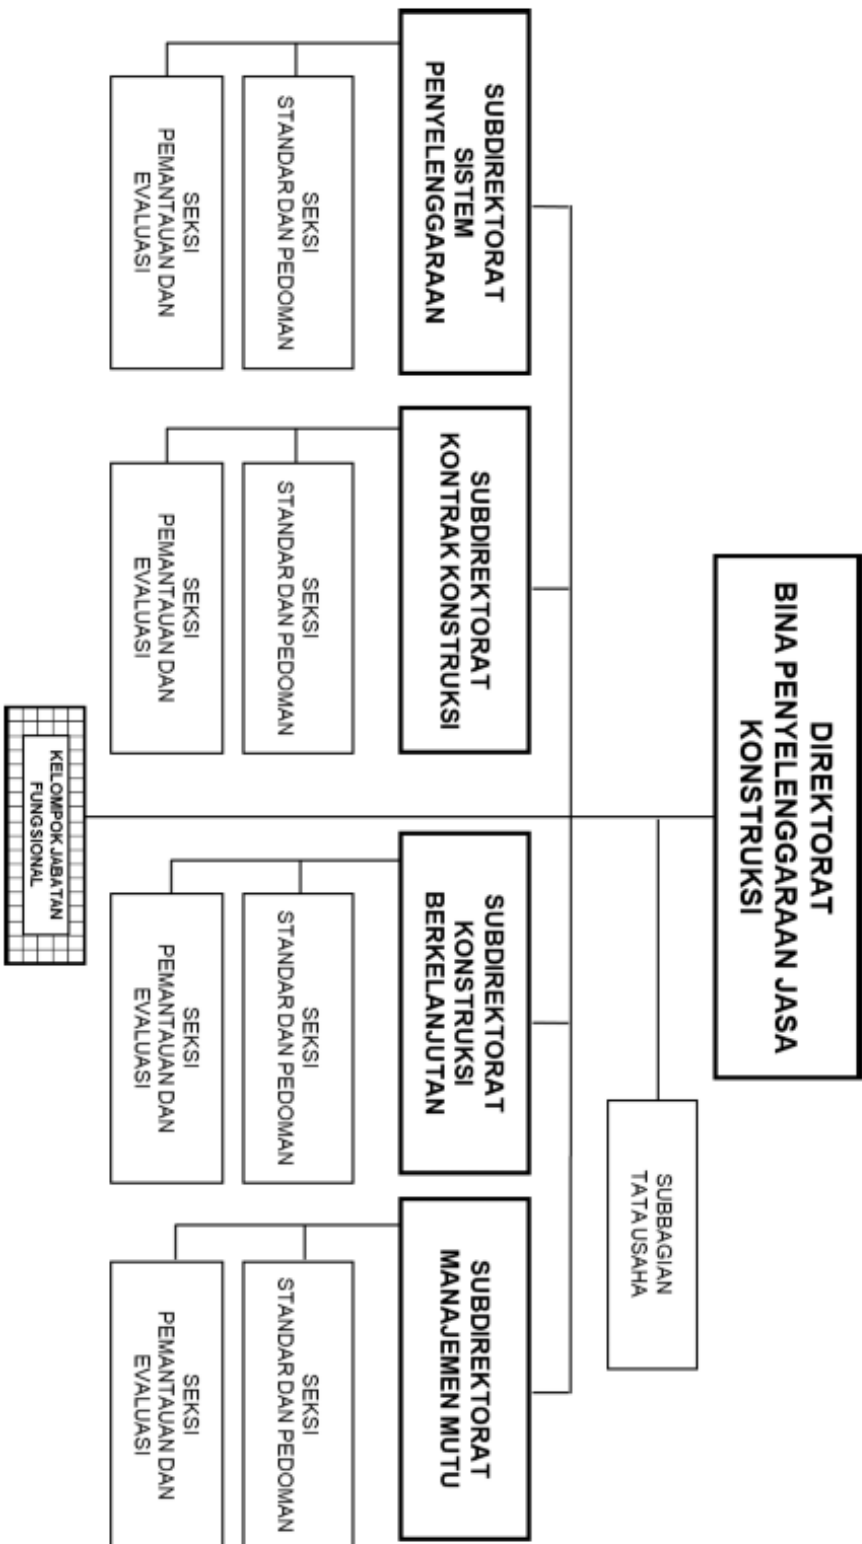 DIREKTORAT
BINA PENYELENGGARAAN JASA
KONSTRUKSI
SUBBAGIAN
TATA USAHA
SUBDIREKTORAT
SISTEM
PENYELENGGARAAN
SUBDIREKTORAT
KONTRAK KONSTRUKSI
SUBDIREKTORAT
KONSTRUKSI
BERKELANJUTAN
SUBDIREKTORAT
MANAJEMEN MUTU
SEKSI
STANDAR DAN PEDOMAN
SEKSI
STANDAR DAN PEDOMAN
SEKSI
STANDAR DAN PEDOMAN
SEKSI
STANDAR DAN PEDOMAN
SEKSI
PEMANTAUAN DAN
EVALUASI
SEKSI
PEMANTAUAN DAN
EVALUASI
SEKSI
PEMANTAUAN DAN
EVALUASI
SEKSI
PEMANTAUAN DAN
EVALUASI
KELOMPOK JABATAN
FUNGSIONAL